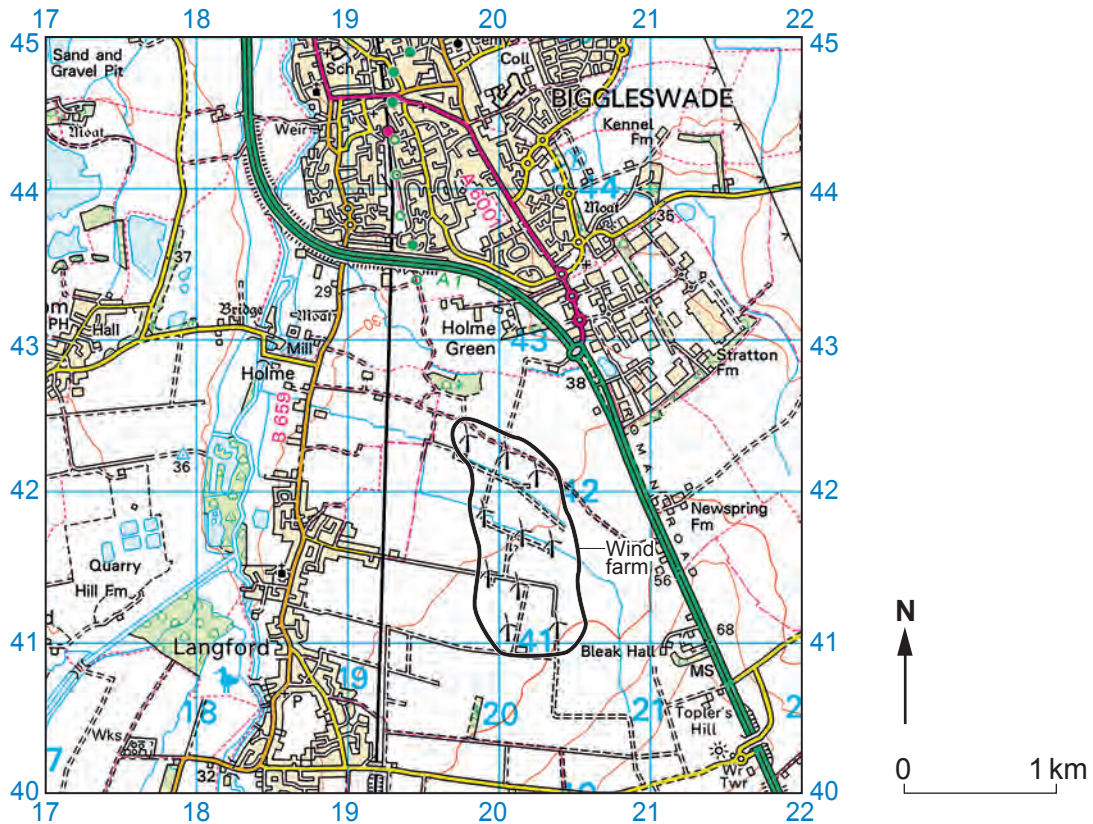 17 18 19 20 21 22
45 45
Sand and
Gravel Pit
Sch
Cemy
Coll
BIGGLESWADE
Moat
Weir
Kennel
Fm
44 44
44
A 6001
Moat
35
37
29
A1
PH
Hall
Bridge
Moat
30
Holme
Green
43 43
43
Mill
Holme
Stratton
Fm
38
B 659
ROMAN ROAD
36
42 42
42
Newspring
Fm
Wind
farm
Quarry
Hill Fm
56
68
41 41
41
Langford
Bleak Hall
MS
19
18
20
21
P
Topler's
Hill
Wks
32
Wr
Twr
40 40
17 18 19 20 21 22
N
0 1 km